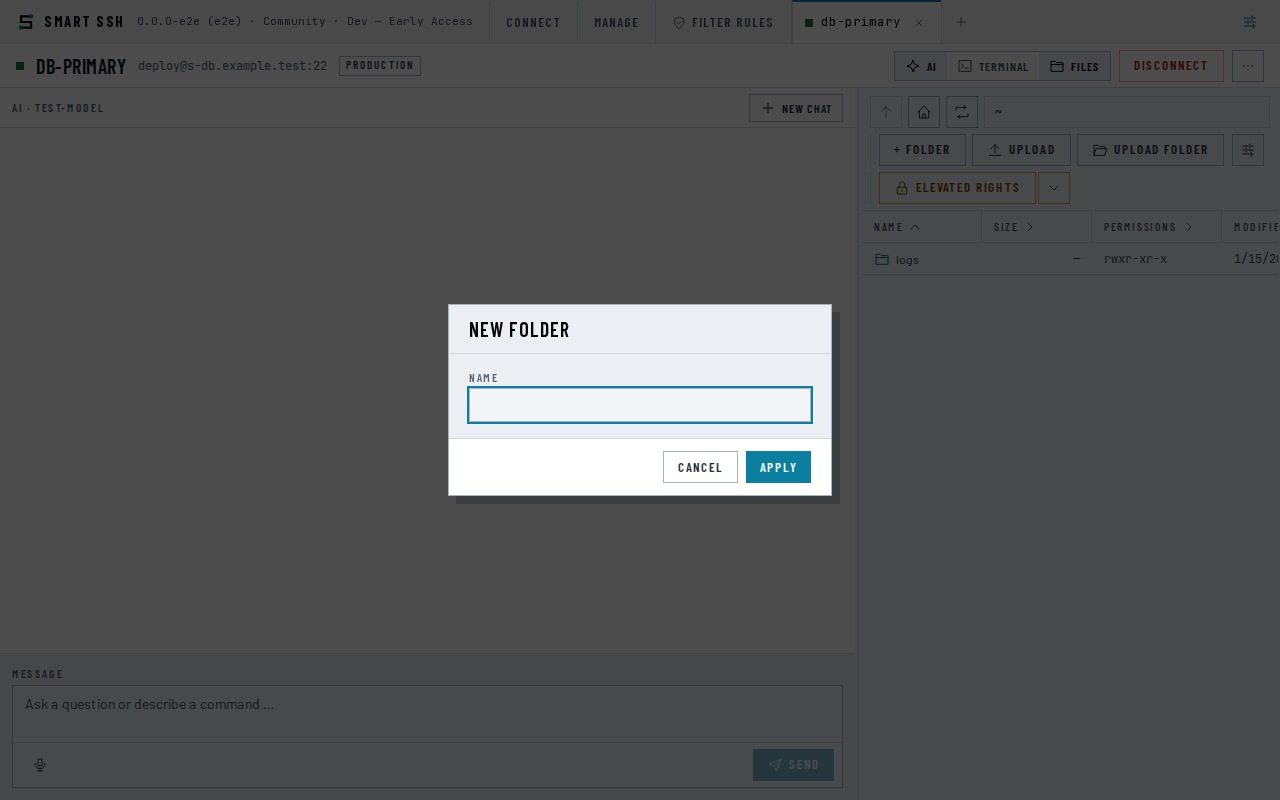 SMART SSH 0.0.0-e2e (e2e) · Community · Dev — Early Access CONNECT MANAGE FILTER RULES db-primary
DB-PRIMARY deploy@s-db.example.test:22 PRODUCTION AI TERMINAL FILES DISCONNECT ...
AI · TEST-MODEL NEW CHAT
~
+ FOLDER UPLOAD UPLOAD FOLDER
ELEVATED RIGHTS
NAME SIZE PERMISSIONS
logs — rwxr-xr-x
NEW FOLDER
NAME
CANCEL APPLY
MESSAGE
Ask a question or describe a command ...
SEND